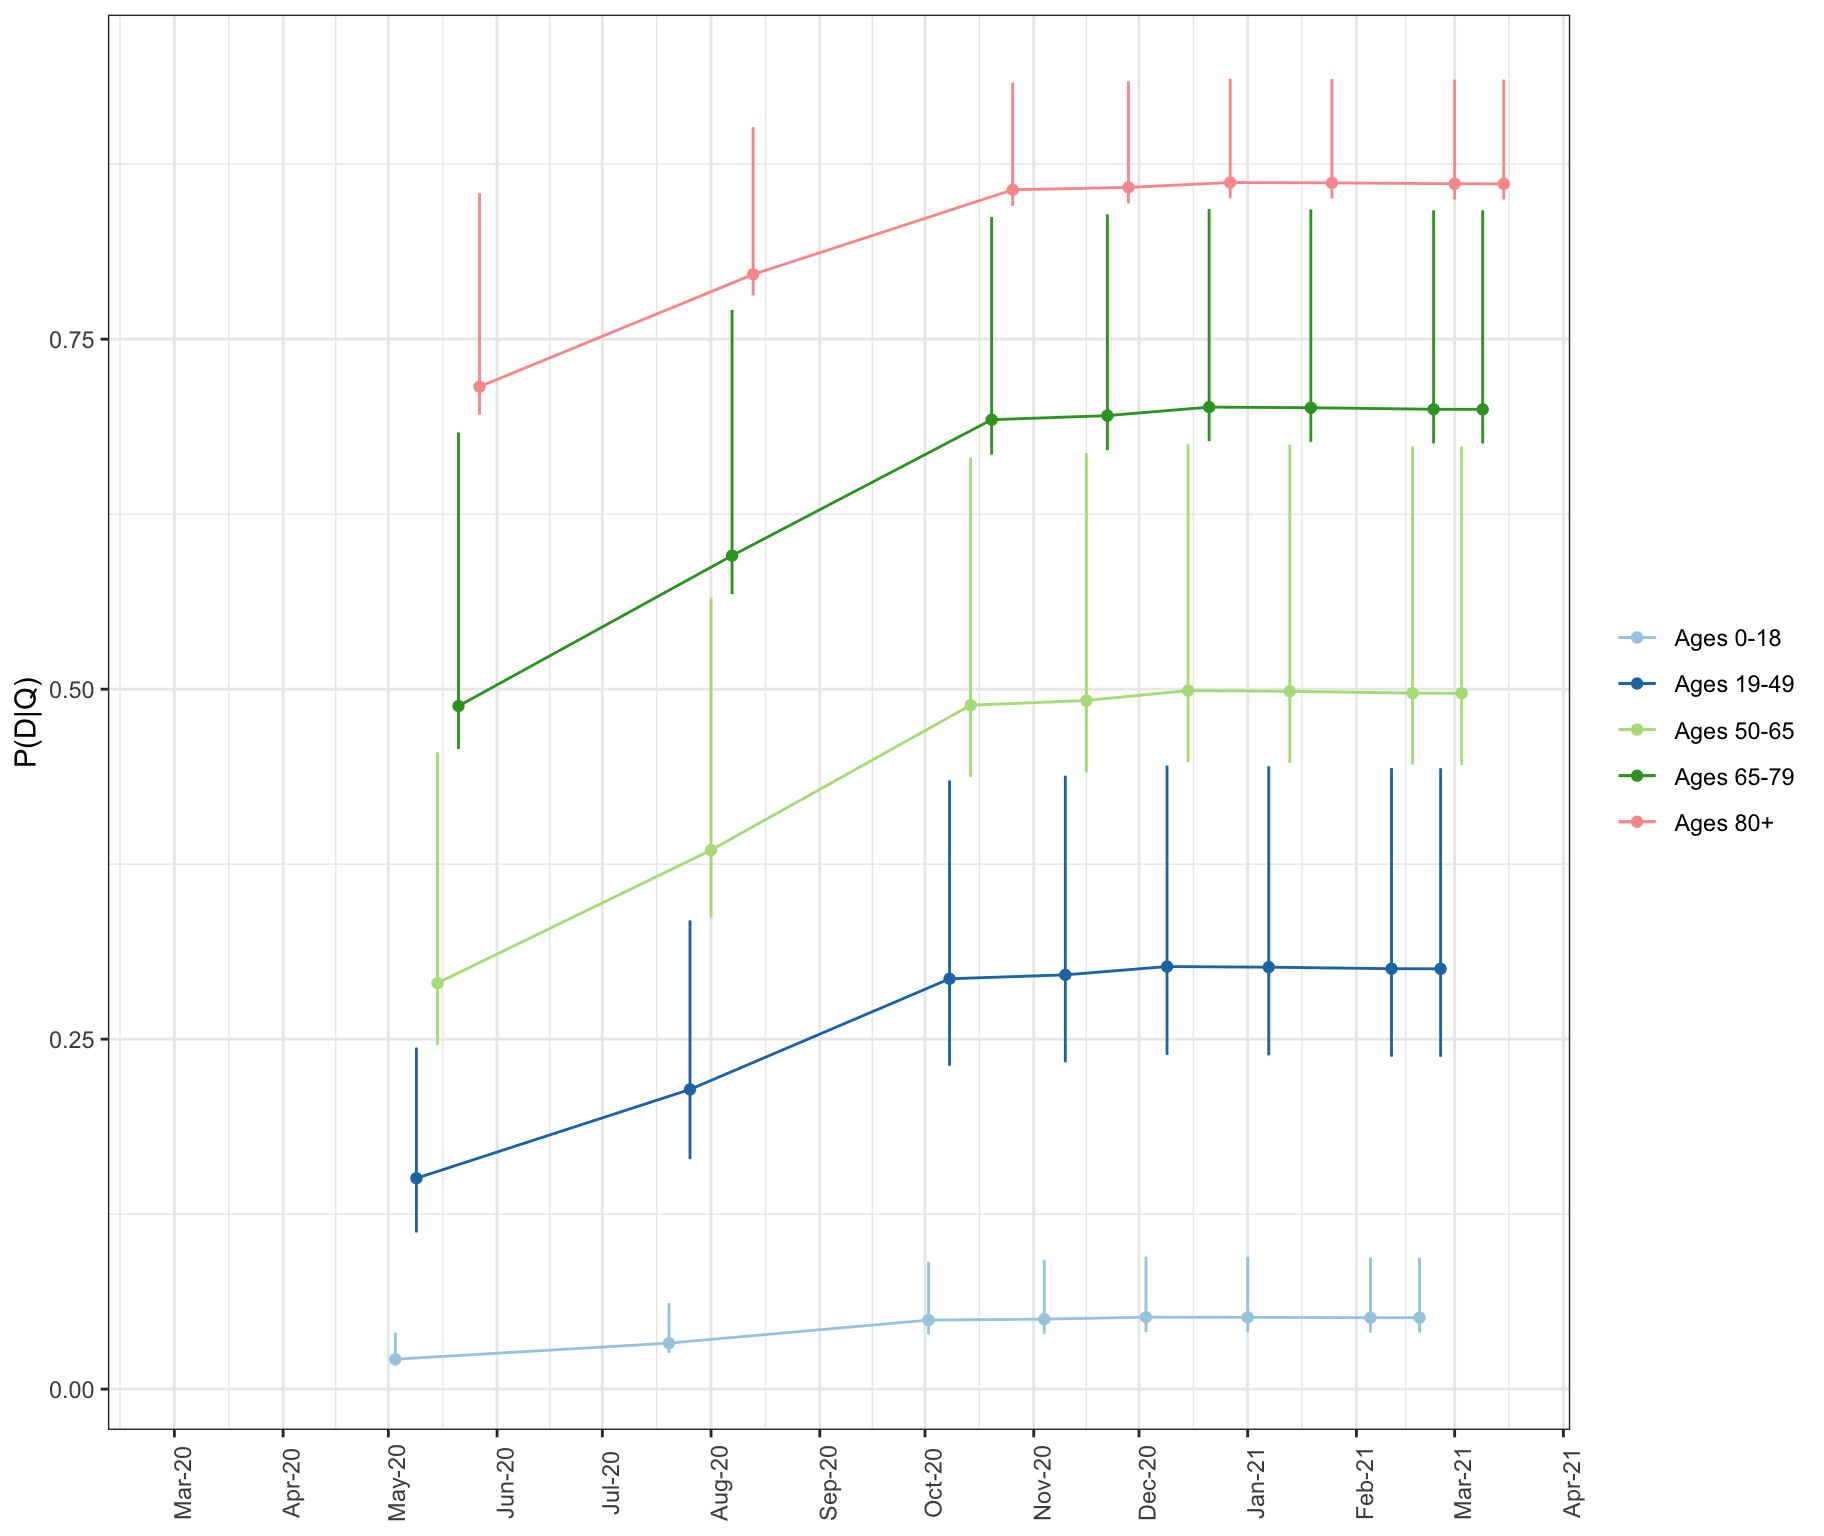 P(D|Q)
0.75
0.50
0.25
0.00
Mar-20
Apr-20
May-20
Jun-20
Jul-20
Aug-20
Sep-20
Oct-20
Nov-20
Dec-20
Jan-21
Feb-21
Mar-21
Apr-21
Ages 0-18
Ages 19-49
Ages 50-65
Ages 65-79
Ages 80+